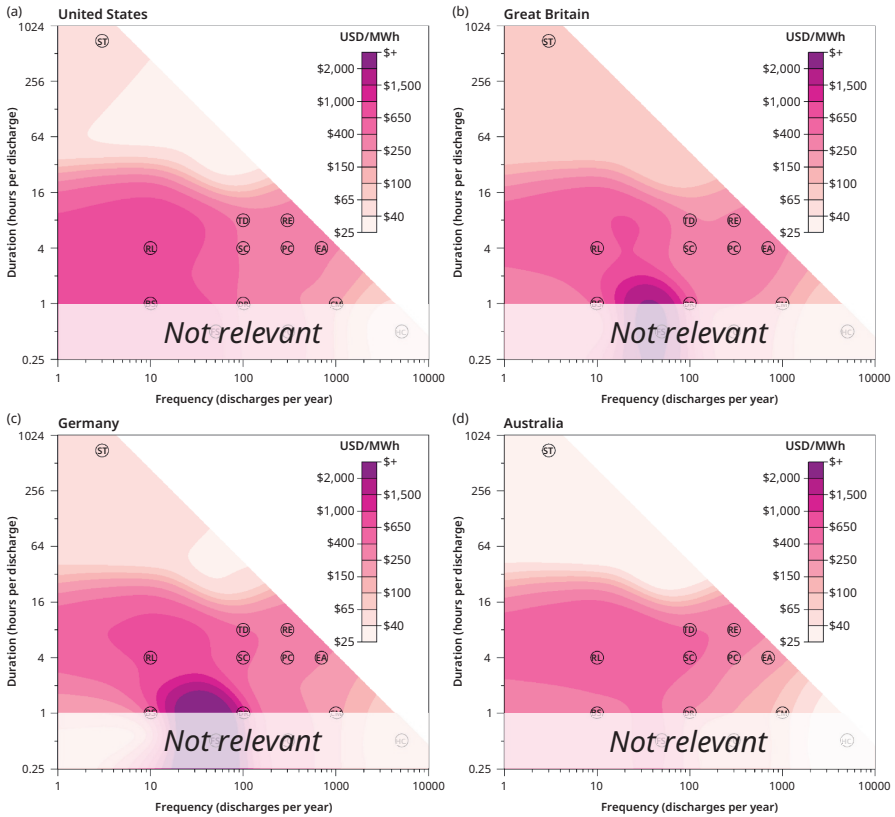 (a) United States
USD/MWh
$+
$2,000
$1,500
$1,000
$650
$400
$250
$150
$100
$65
$40
$25
Duration (hours per discharge)
1024
256
64
16
4
1
0.25
ST
TD RE
RL SC PC EA
Not relevant
HC
1 10 100 1000 10000
Frequency (discharges per year)
(b) Great Britain
USD/MWh
$+
$2,000
$1,500
$1,000
$650
$400
$250
$150
$100
$65
$40
$25
Duration (hours per discharge)
1024
256
64
16
4
1
0.25
ST
TD RE
RL SC PC EA
Not relevant
HC
1 10 100 1000 10000
Frequency (discharges per year)
(c) Germany
USD/MWh
$+
$2,000
$1,500
$1,000
$650
$400
$250
$150
$100
$65
$40
$25
Duration (hours per discharge)
1024
256
64
16
4
1
0.25
ST
TD RE
RL SC PC EA
Not relevant
HC
1 10 100 1000 10000
Frequency (discharges per year)
(d) Australia
USD/MWh
$+
$2,000
$1,500
$1,000
$650
$400
$250
$150
$100
$65
$40
$25
Duration (hours per discharge)
1024
256
64
16
4
1
0.25
ST
TD RE
RL SC PC EA
Not relevant
HC
1 10 100 1000 10000
Frequency (discharges per year)